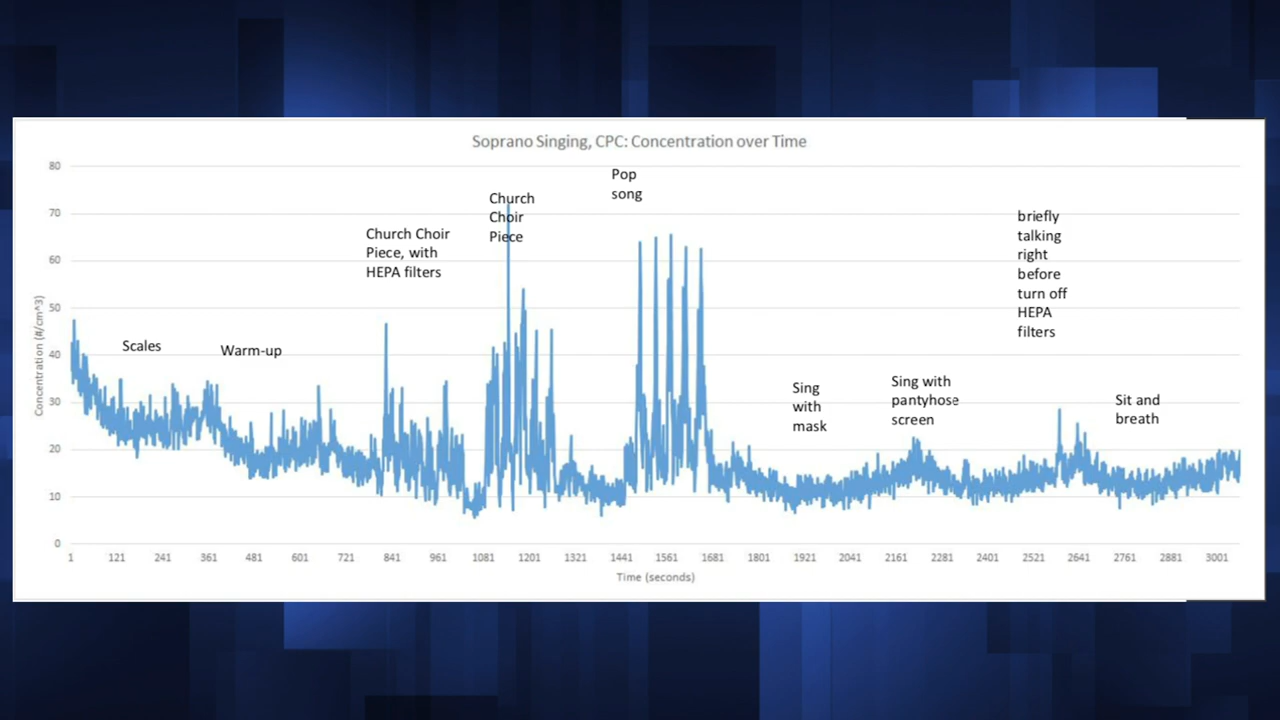 Soprano Singing, CPC: Concentration over Time
80
70
60
50
40
30
20
10
0
Concentration (#/cm^3)
Scales
Warm-up
Church Choir
Piece, with
HEPA filters
Church
Choir
Piece
Pop
song
Sing
with
mask
Sing with
pantyhose
screen
briefly
talking
right
before
turn off
HEPA
filters
Sit and
breath
1 121 241 361 481 601 721 841 961 1081 1201 1321 1441 1561 1681 1801 1921 2041 2161 2281 2401 2521 2641 2761 2881 3001
Time (seconds)